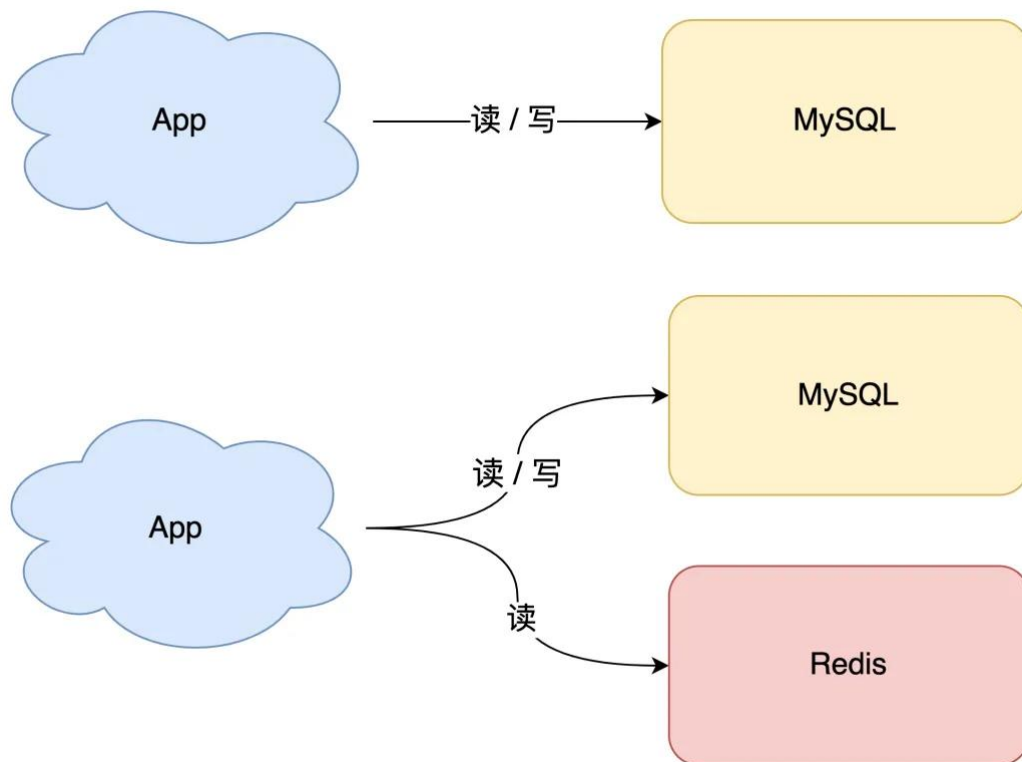 App
读 / 写
MySQL
MySQL
读 / 写
App
读
Redis